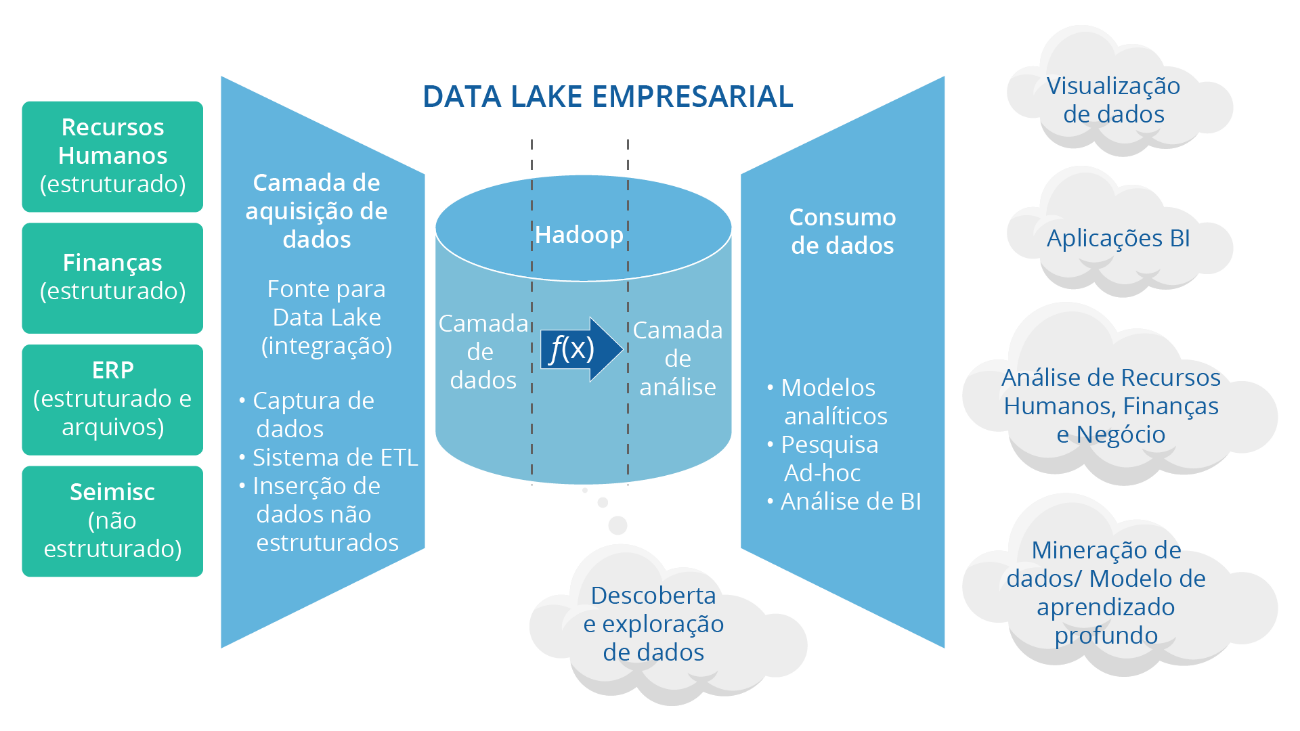 DATA LAKE EMPRESARIAL
Recursos
Humanos
(estruturado)
Finanças
(estruturado)
ERP
(estruturado e
arquivos)
Seimisc
(não
estruturado)
Camada de
aquisição de
dados
Fonte para
Data Lake
(integração)
• Captura de
dados
• Sistema de ETL
• Inserção de
dados não
estruturados
Hadoop
Camada
de
dados
f(x)
Camada
de
análise
Descoberta
e exploração
de dados
Consumo
de dados
• Modelos
analíticos
• Pesquisa
Ad-hoc
• Análise de BI
Visualização
de dados
Aplicações BI
Análise de Recursos
Humanos, Finanças
e Negócio
Mineração de
dados/ Modelo de
aprendizado
profundo